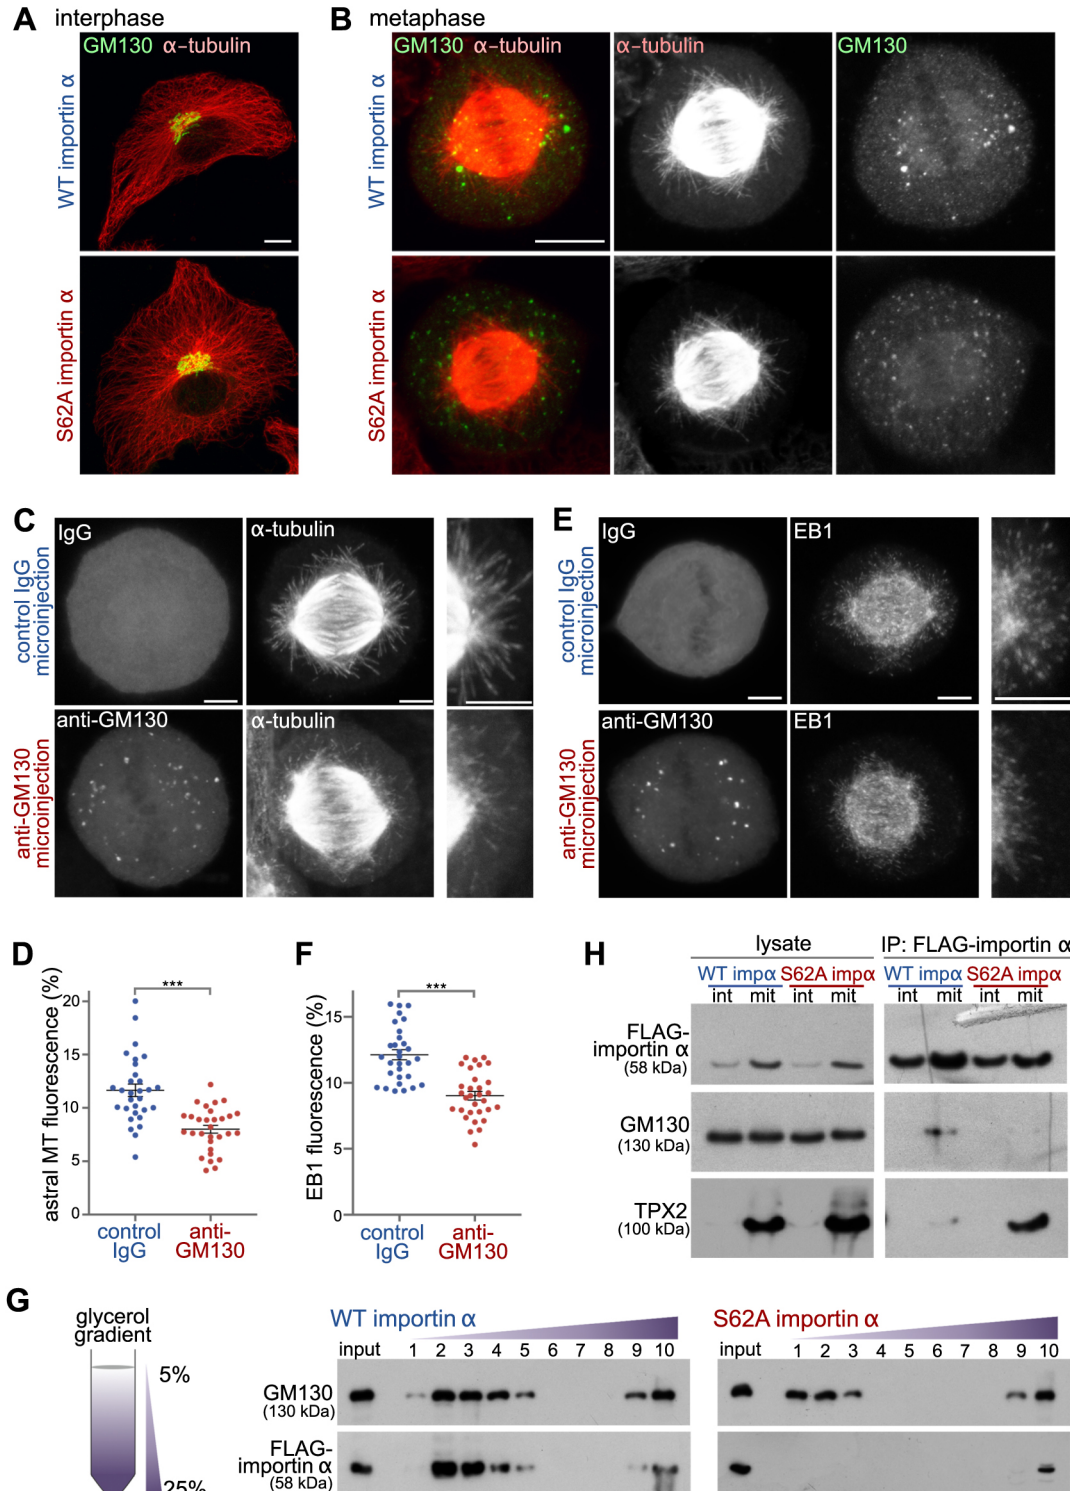 A interphase
GM130 α-tubulin
WT importin α
S62A importin α
B metaphase
GM130 α-tubulin
α-tubulin
GM130
WT importin α
S62A importin α
C
IgG
α-tubulin
control IgG
microinjection
anti-GM130
α-tubulin
anti-GM130
microinjection
E
IgG
EB1
control IgG
microinjection
anti-GM130
EB1
anti-GM130
microinjection
D
astral MT fluorescence (%)
20
15
10
5
0
***
control
IgG
anti-
GM130
F
EB1 fluorescence (%)
15
10
5
0
***
control
IgG
anti-
GM130
H
lysate
IP: FLAG-importin α
WT impα S62A impα
WT impα S62A impα
int mit int mit
int mit int mit
FLAG-
importin α
(58 kDa)
GM130
(130 kDa)
TPX2
(100 kDa)
G
glycerol
gradient
5%
25%
WT importin α
input 1 2 3 4 5 6 7 8 9 10
S62A importin α
input 1 2 3 4 5 6 7 8 9 10
GM130
(130 kDa)
FLAG-
importin α
(58 kDa)